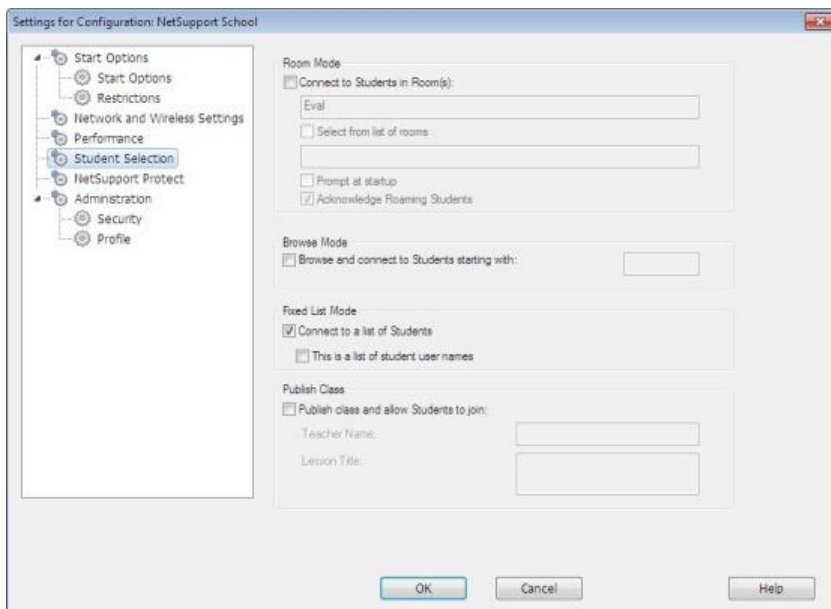 Settings for Configuration: NetSupport School
Start Options
Start Options
Restrictions
Network and Wireless Settings
Performance
Student Selection
NetSupport Protect
Administration
Security
Profile
Room Mode
Connect to Students in Room(s):
Eval
Select from list of rooms
Prompt at startup
Acknowledge Roaming Students
Browse Mode
Browse and connect to Students starting with:
Fixed List Mode
Connect to a list of Students
This is a list of student user names
Publish Class
Publish class and allow Students to join:
Teacher Name:
Lesson Title:
OK Cancel Help